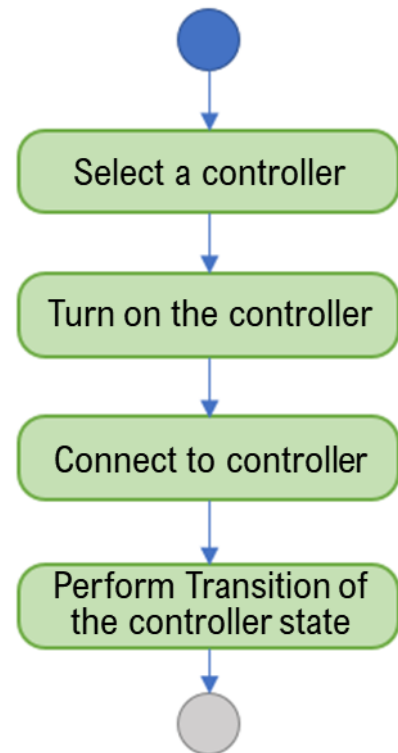 Select a controller
Turn on the controller
Connect to controller
Perform Transition of
the controller state